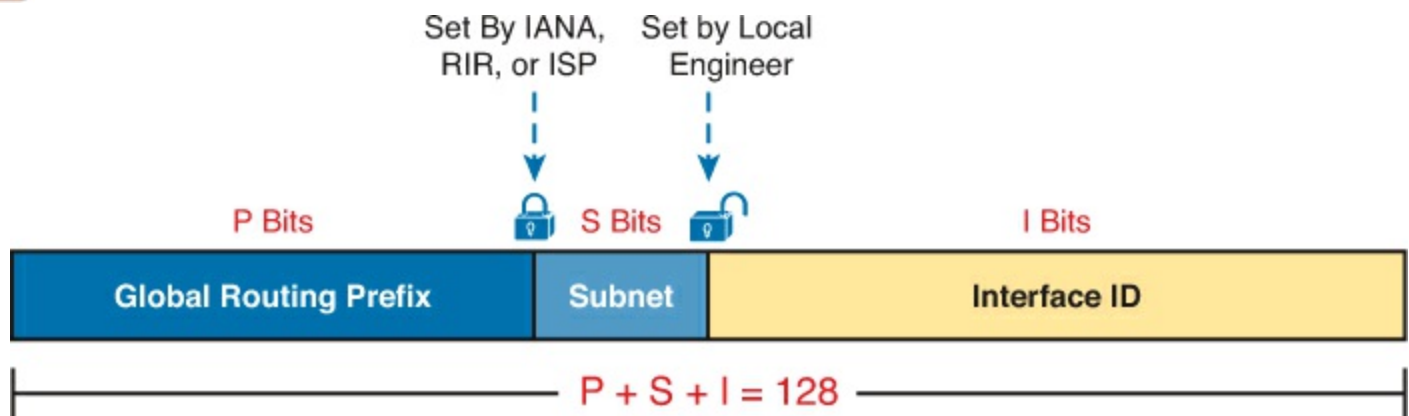 Set By IANA,
RIR, or ISP
Set by Local
Engineer
P Bits
S Bits
I Bits
Global Routing Prefix
Subnet
Interface ID
P + S + I = 128